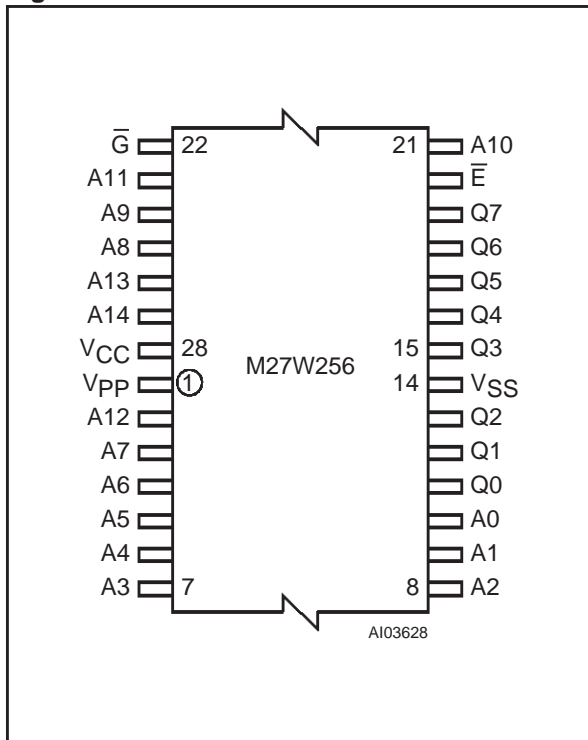 G̅ 22 21 A10
A11 E̅
A9 Q7
A8 Q6
A13 Q5
A14 Q4
VCC 28 15 Q3
M27W256
VPP 1 14 VSS
A12 Q2
A7 Q1
A6 Q0
A5 A0
A4 A1
A3 7 8 A2
AI03628